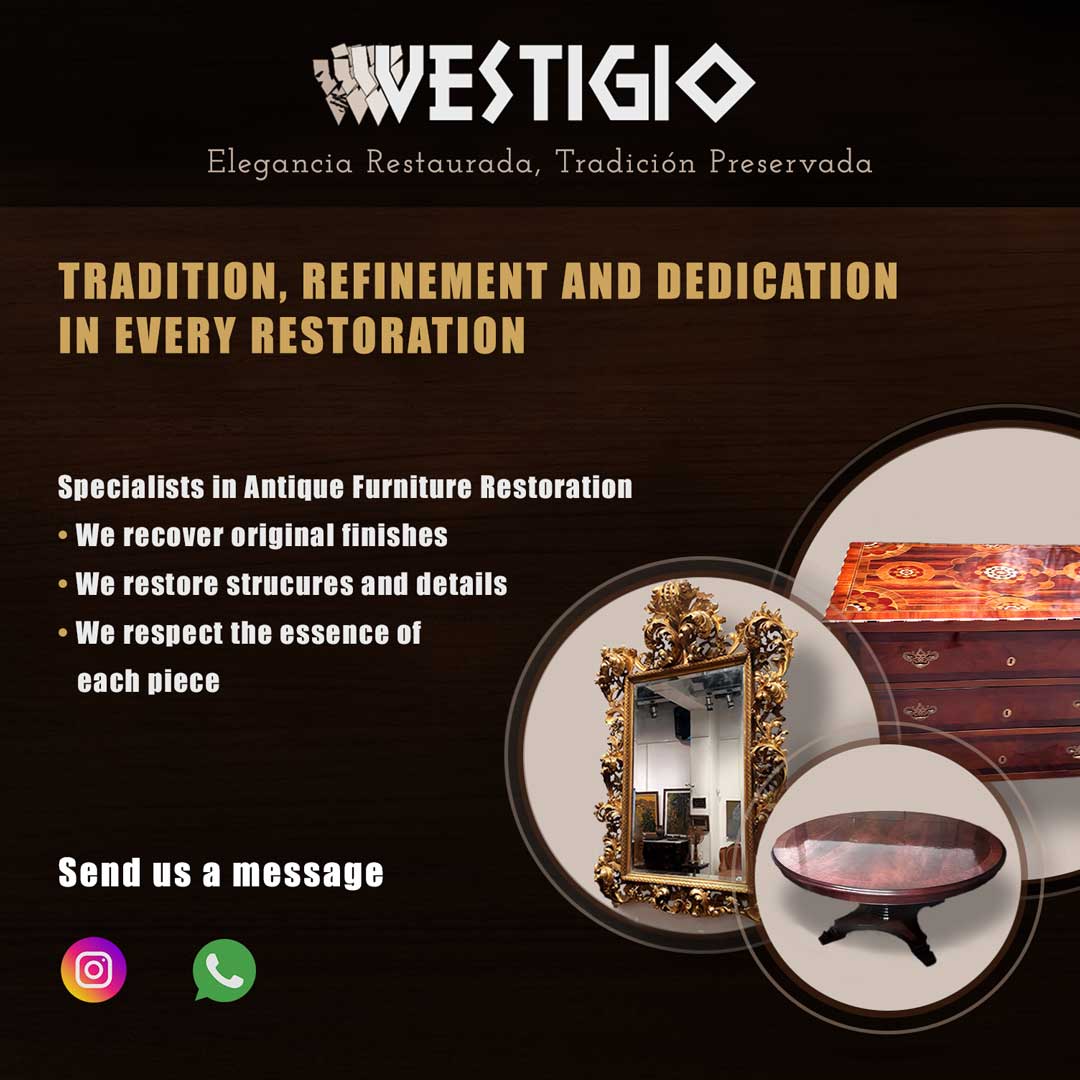 VESTIGIO
Elegancia Restaurada, Tradición Preservada
TRADITION, REFINEMENT AND DEDICATION
IN EVERY RESTORATION
Specialists in Antique Furniture Restoration
• We recover original finishes
• We restore strucures and details
• We respect the essence of
each piece
Send us a message